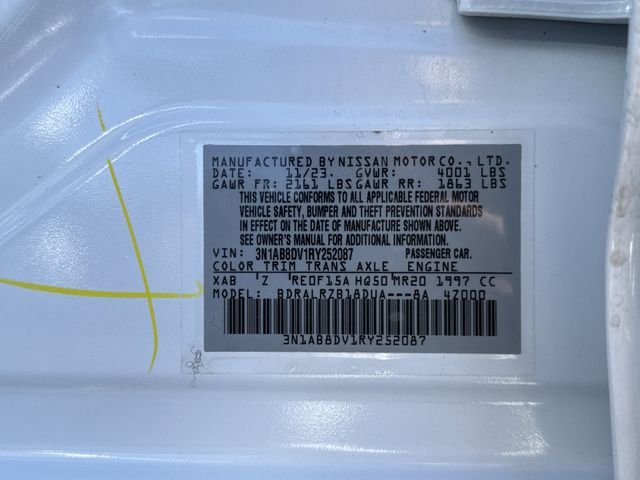 MANUFACTURED BY NISSAN MOTOR CO., LTD.
DATE: 11/23. GVWR: 4001 LBS
GAWR FR: 2161 LBS GAWR RR: 1863 LBS
THIS VEHICLE CONFORMS TO ALL APPLICABLE FEDERAL MOTOR
VEHICLE SAFETY, BUMPER AND THEFT PREVENTION STANDARDS
IN EFFECT ON THE DATE OF MANUFACTURE SHOWN ABOVE.
SEE OWNER'S MANUAL FOR ADDITIONAL INFORMATION.
VIN: 3N1AB8DV1RY252087 PASSENGER CAR.
COLOR TRIM TRANS AXLE ENGINE
XAB 'Z RE0F15A HQ50 MR20 1997 CC
MODEL: BDRALRZB18DUA---8A 4Z000
3N1AB8DV1RY252087